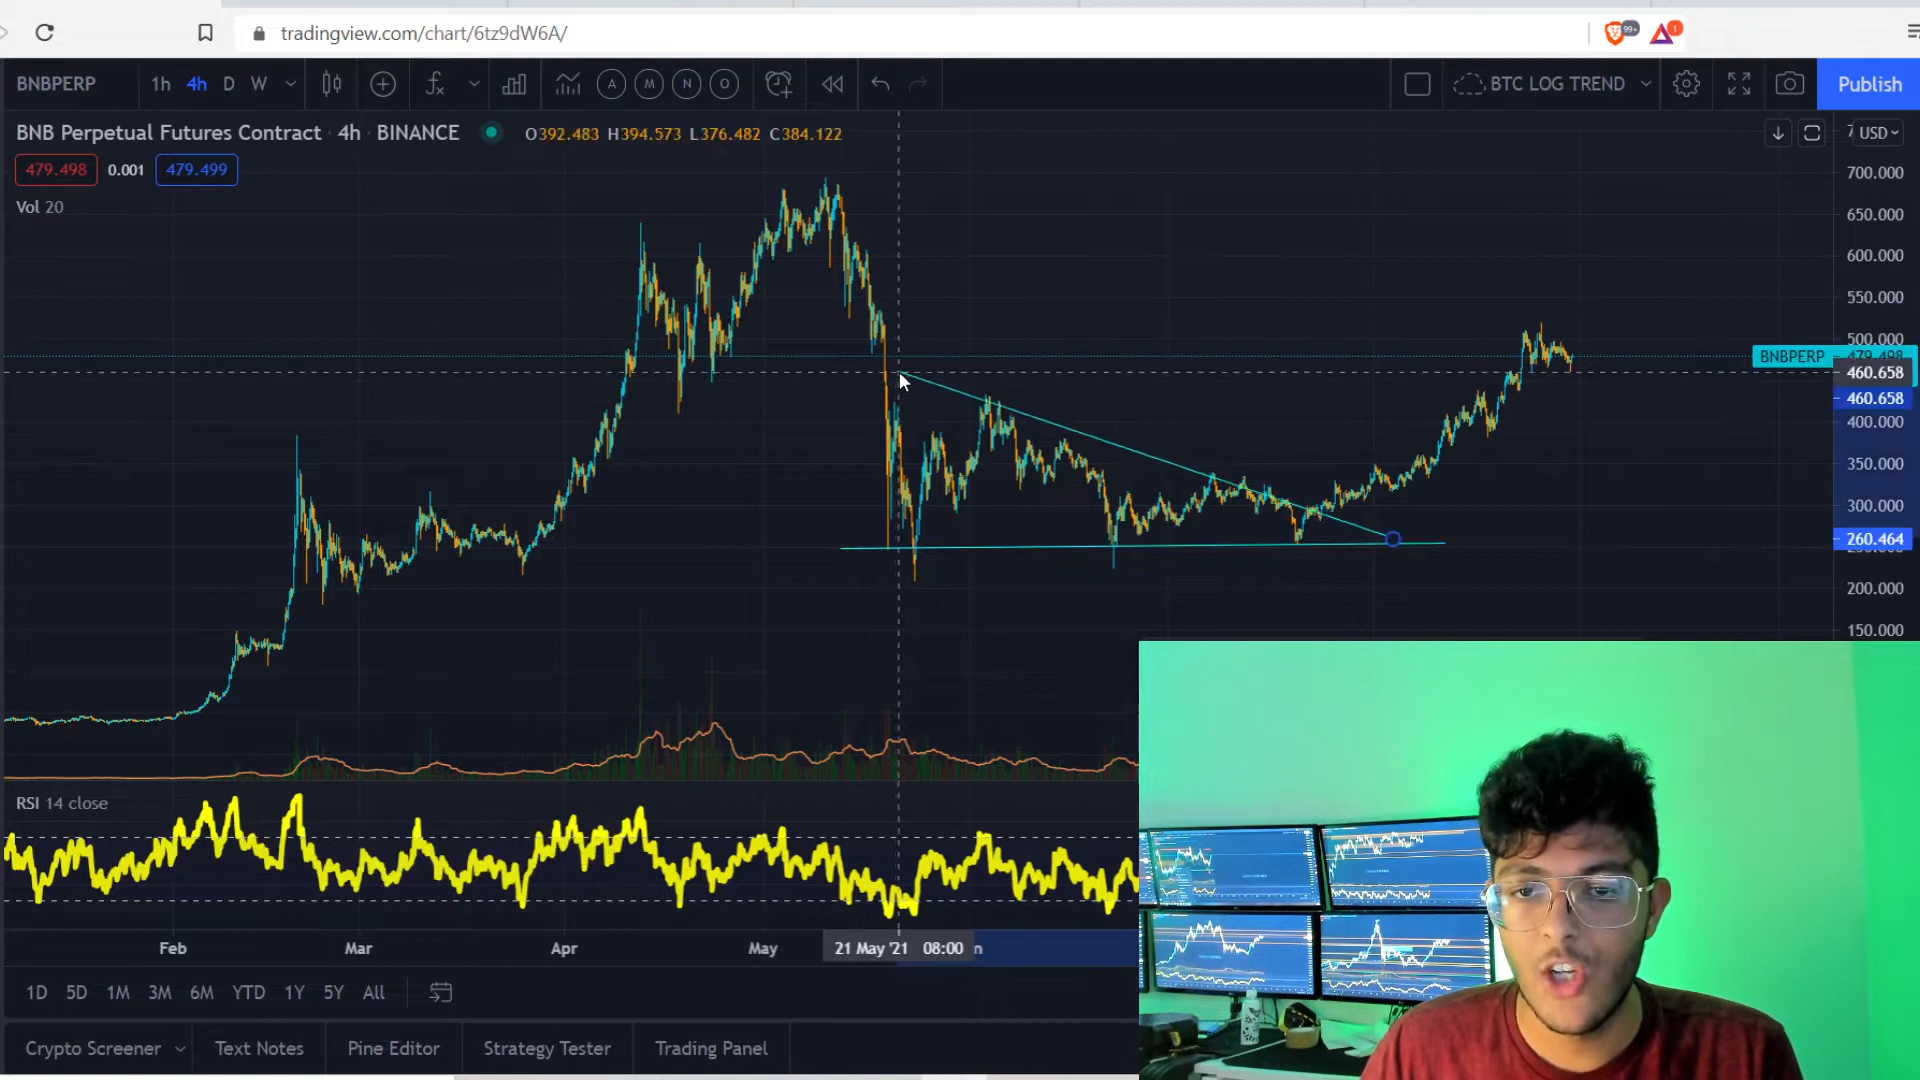 tradingview.com/chart/6tz9dW6A/
99+
1
BNBPERP 1h 4h D W A M N O BTC LOG TREND Publish
BNB Perpetual Futures Contract · 4h · BINANCE O392.483 H394.573 L376.482 C384.122
USD
479.498 0.001 479.499
Vol 20
700.000
650.000
600.000
550.000
500.000
BNBPERP 479.498
460.658
460.658
400.000
350.000
300.000
260.464
200.000
150.000
RSI 14 close
Feb Mar Apr May 21 May '21 08:00
1D 5D 1M 3M 6M YTD 1Y 5Y All
Crypto Screener Text Notes Pine Editor Strategy Tester Trading Panel